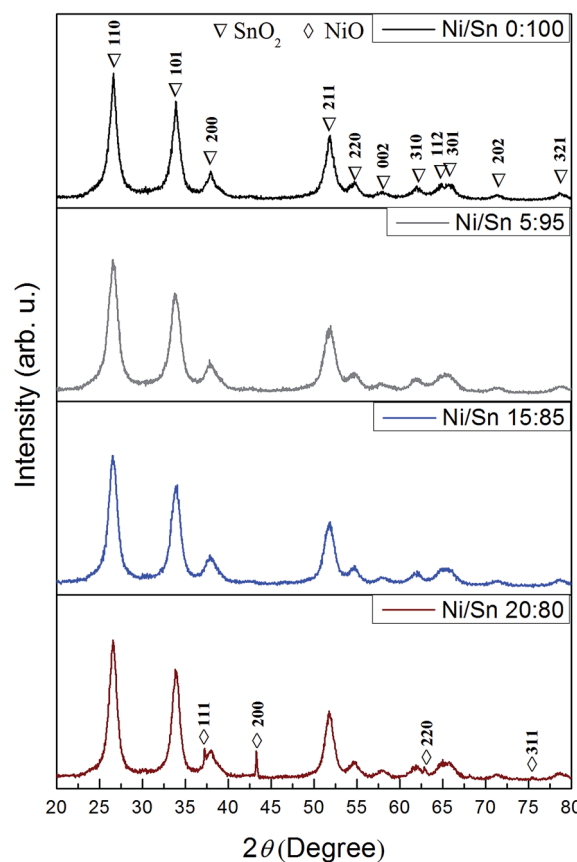 ▽ SnO₂ ◇ NiO
Ni/Sn 0:100
110
101
200
211
220
002
310
112
301
202
321
Ni/Sn 5:95
Ni/Sn 15:85
Ni/Sn 20:80
111
200
220
311
Intensity (arb. u.)
20 25 30 35 40 45 50 55 60 65 70 75 80
2θ (Degree)